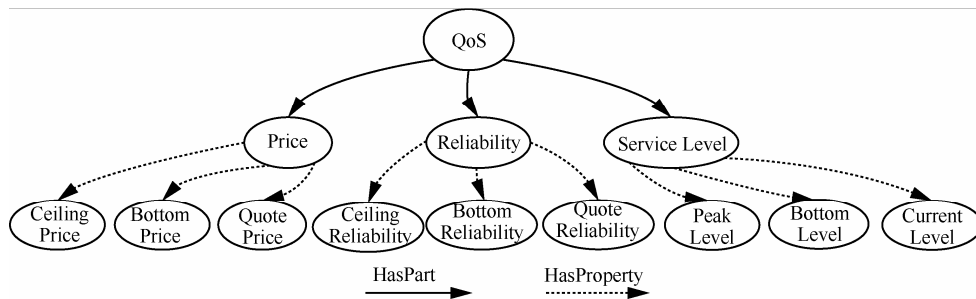 QoS
Price
Reliability
Service Level
Ceiling
Price
Bottom
Price
Quote
Price
Ceiling
Reliability
Bottom
Reliability
Quote
Reliability
Peak
Level
Bottom
Level
Current
Level
HasPart
HasProperty